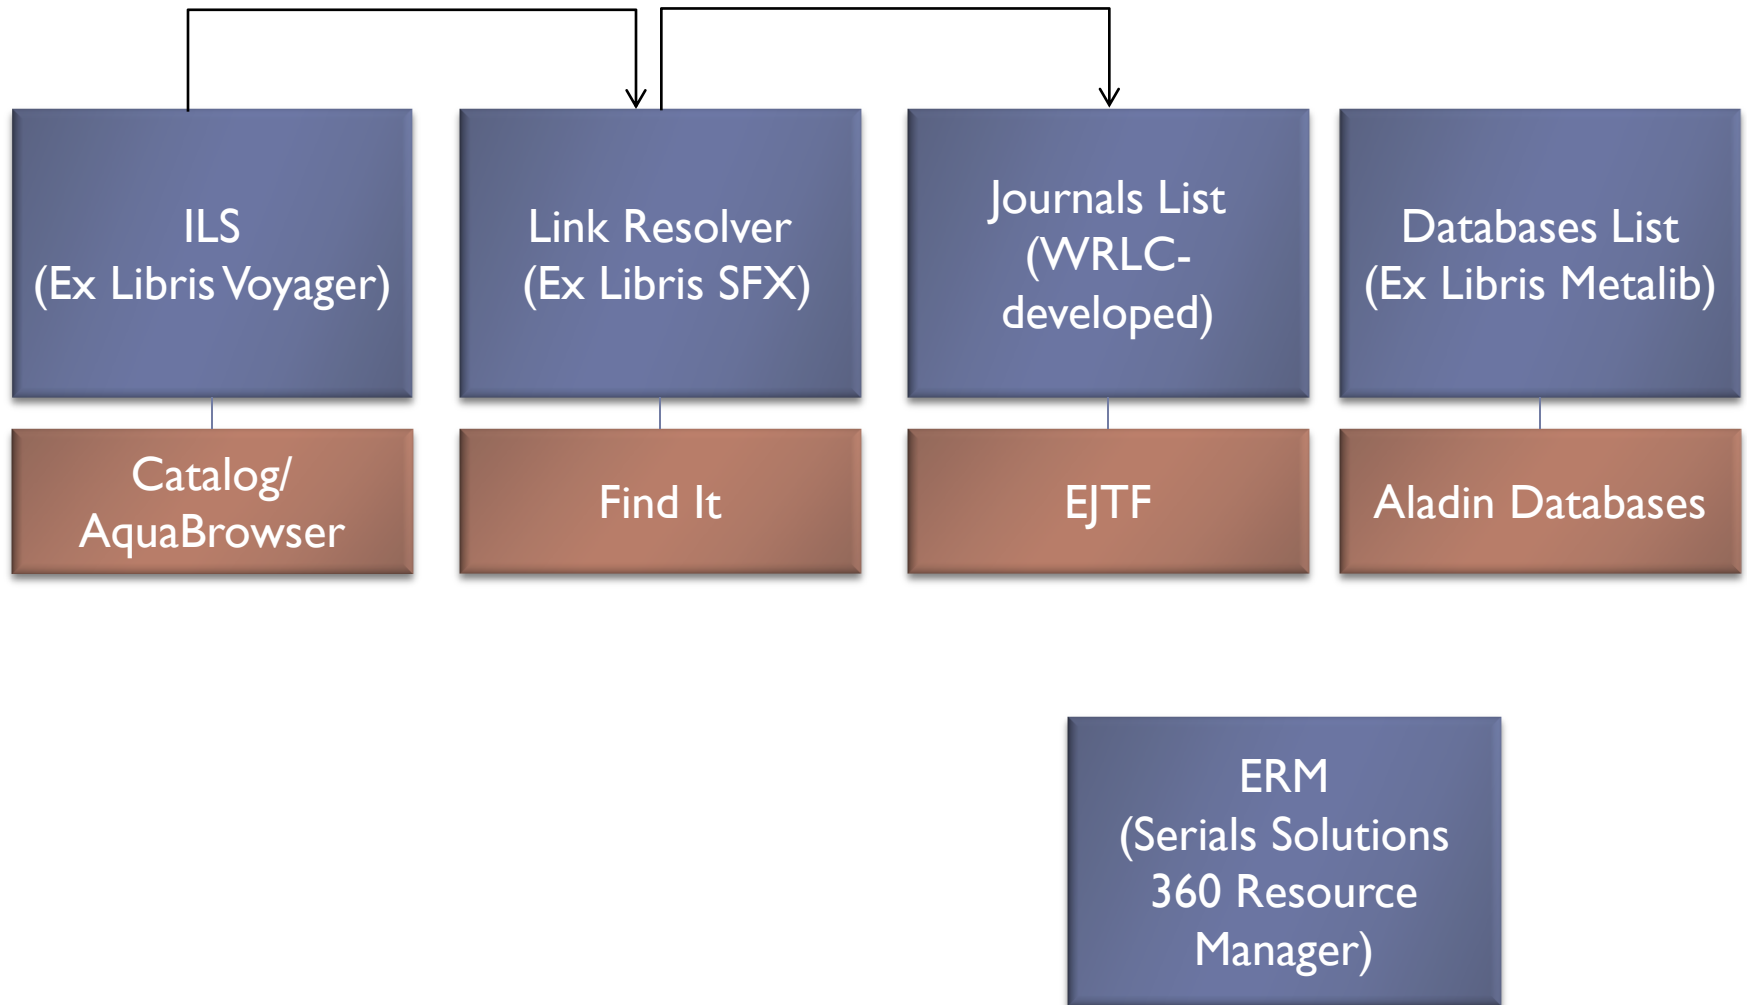 ILS
(Ex Libris Voyager)
Link Resolver
(Ex Libris SFX)
Journals List
(WRLC-
developed)
Databases List
(Ex Libris Metalib)
Catalog/
AquaBrowser
Find It
EJTF
Aladin Databases
ERM
(Serials Solutions
360 Resource
Manager)